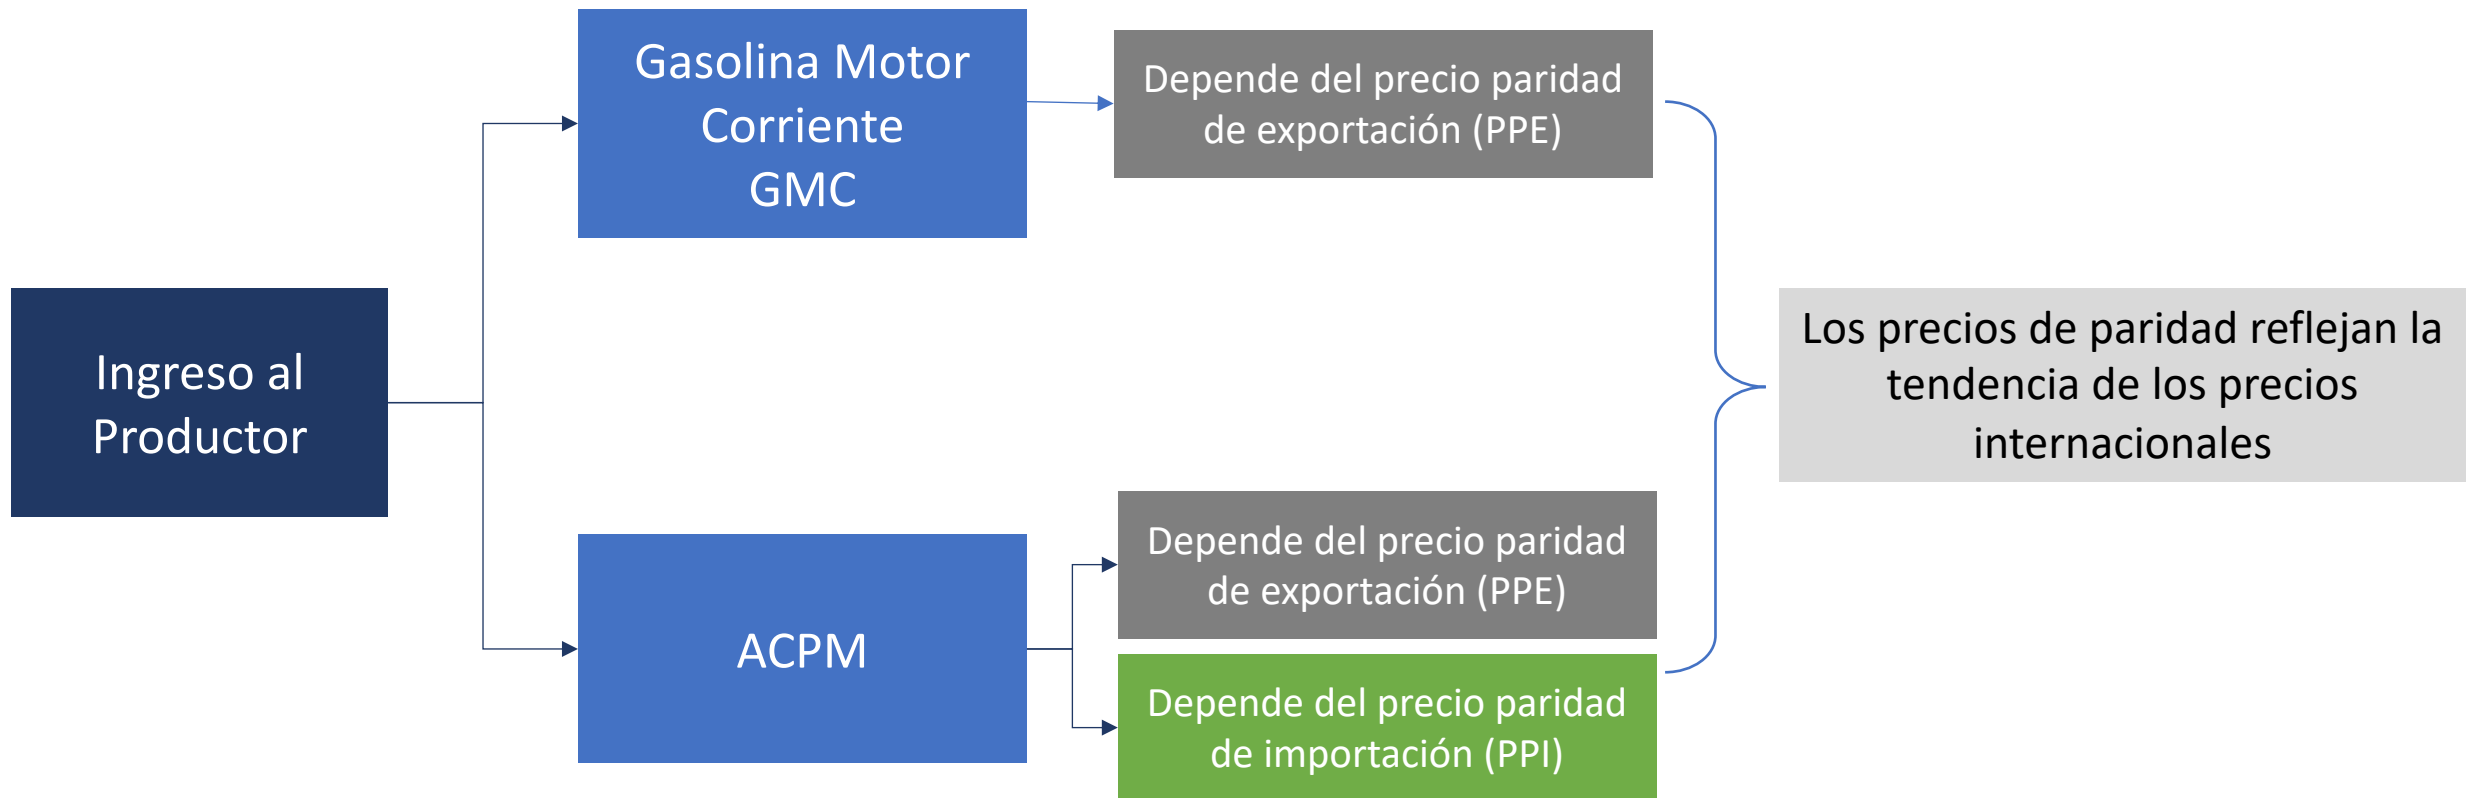 Ingreso al
Productor
Gasolina Motor
Corriente
GMC
Depende del precio paridad
de exportación (PPE)
ACPM
Depende del precio paridad
de exportación (PPE)
Depende del precio paridad
de importación (PPI)
Los precios de paridad reflejan la
tendencia de los precios
internacionales